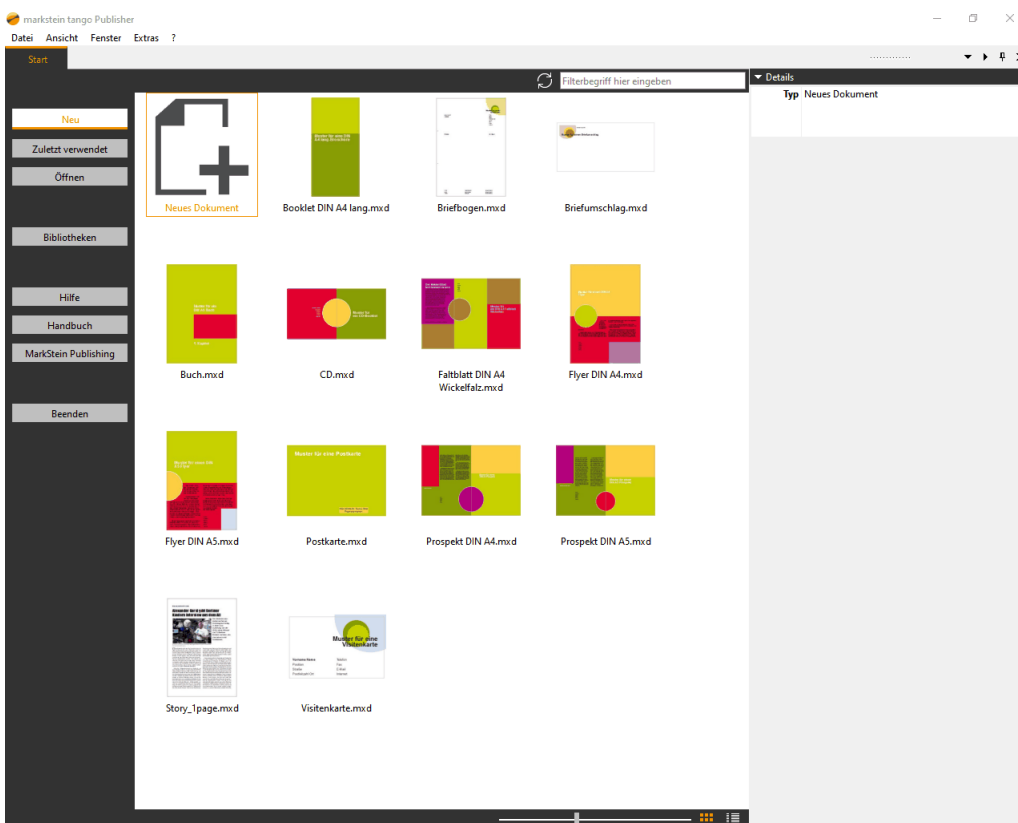 markstein tango Publisher
Datei Ansicht Fenster Extras ?
Start
Filterbegriff hier eingeben
Details
Typ Neues Dokument
Neu
Zuletzt verwendet
Öffnen
Bibliotheken
Hilfe
Handbuch
MarkStein Publishing
Beenden
Neues Dokument
Booklet DIN A4 lang.mxd
Briefbogen.mxd
Briefumschlag.mxd
Buch.mxd
CD.mxd
Faltblatt DIN A4
Wickelfalz.mxd
Flyer DIN A4.mxd
Muster für eine Postkarte
Flyer DIN A5.mxd
Postkarte.mxd
Prospekt DIN A4.mxd
Prospekt DIN A5.mxd
Muster für eine
Visitenkarte
Story_1page.mxd
Visitenkarte.mxd